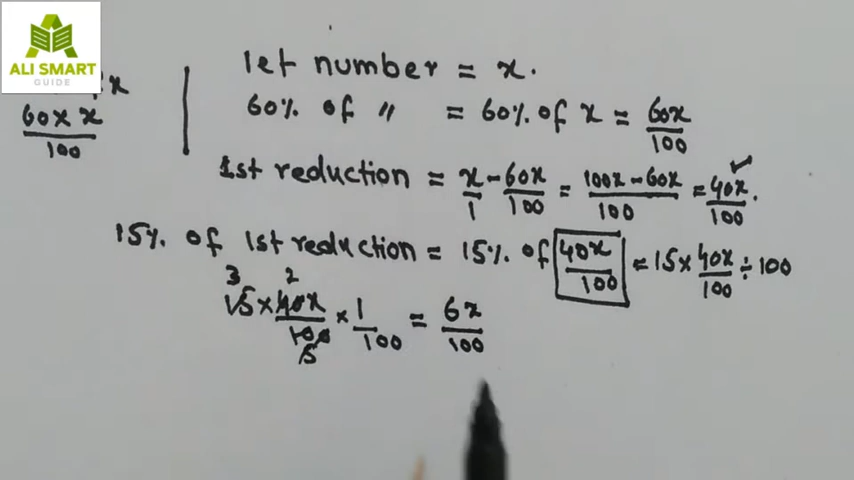 ALI SMART
GUIDE
x
60 x x
100
let number = x.
60% of " = 60% of x = 60x/100
1st reduction = x/1 - 60x/100 = 100x - 60x/100 = 40x/100 .
15% of 1st reduction = 15% of 40x/100 = 15 x 40x/100 ÷ 100
3 2
15 x 40x/100 x 1/100 = 6x/100
5